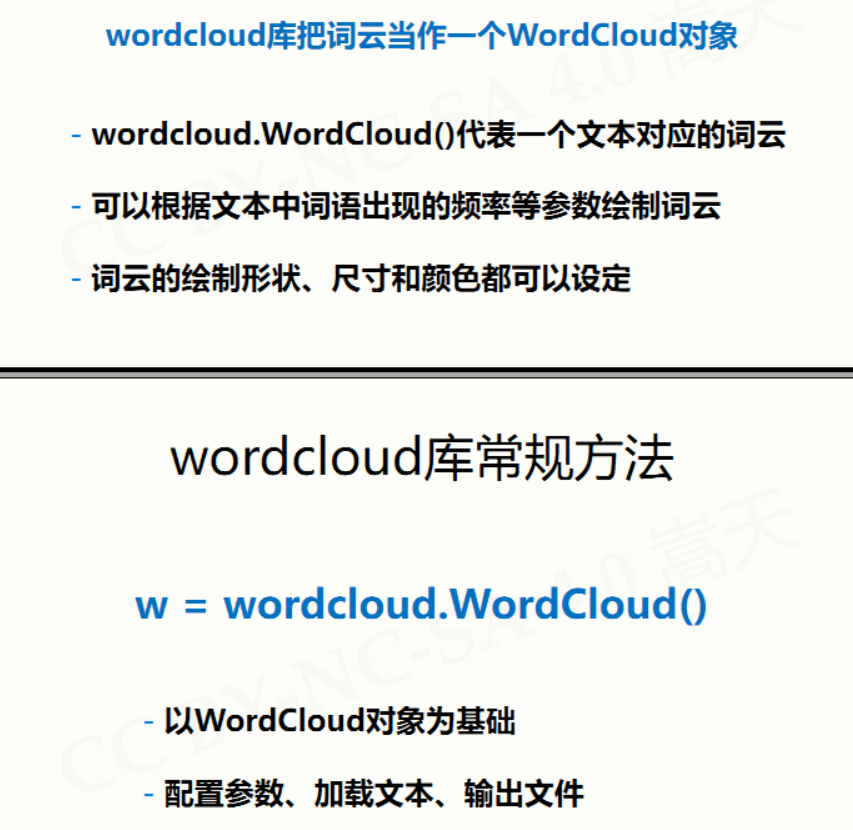 wordcloud库把词云当作一个WordCloud对象
- wordcloud.WordCloud()代表一个文本对应的词云
- 可以根据文本中词语出现的频率等参数绘制词云
- 词云的绘制形状、尺寸和颜色都可以设定
CC BY-NC-SA 4.0 嵩天
wordcloud库常规方法
w = wordcloud.WordCloud()
- 以WordCloud对象为基础
- 配置参数、加载文本、输出文件
CC BY-NC-SA 4.0 嵩天